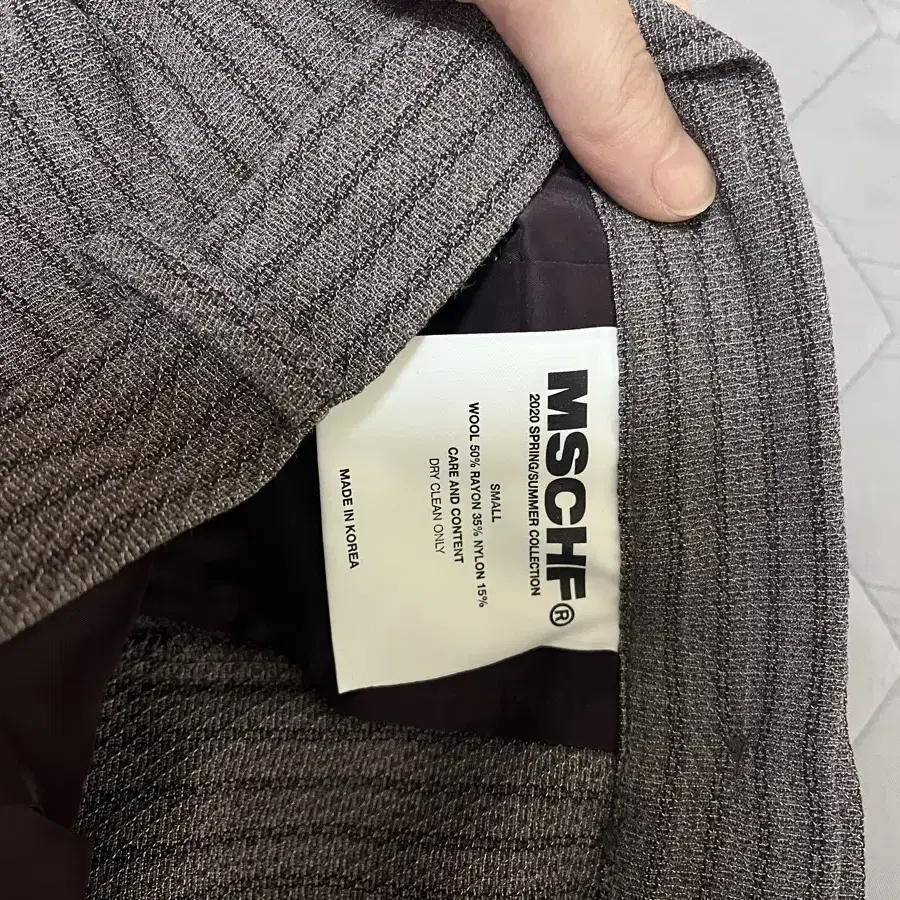 MSCHF®
2020 SPRING/SUMMER COLLECTION
SMALL
WOOL 50% RAYON 35% NYLON 15%
CARE AND CONTENT
DRY CLEAN ONLY
MADE IN KOREA